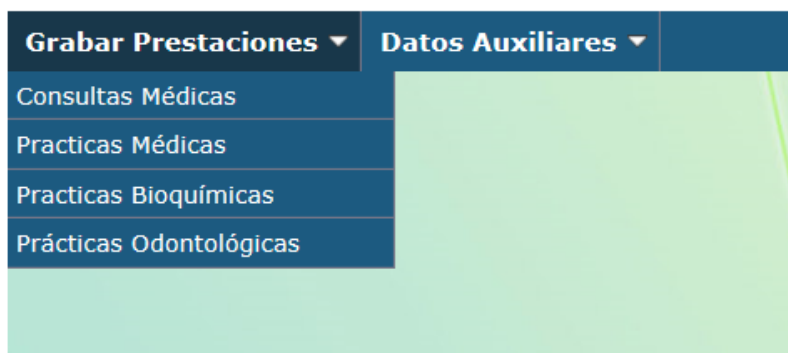 Grabar Prestaciones Datos Auxiliares
Consultas Médicas
Practicas Médicas
Practicas Bioquímicas
Prácticas Odontológicas